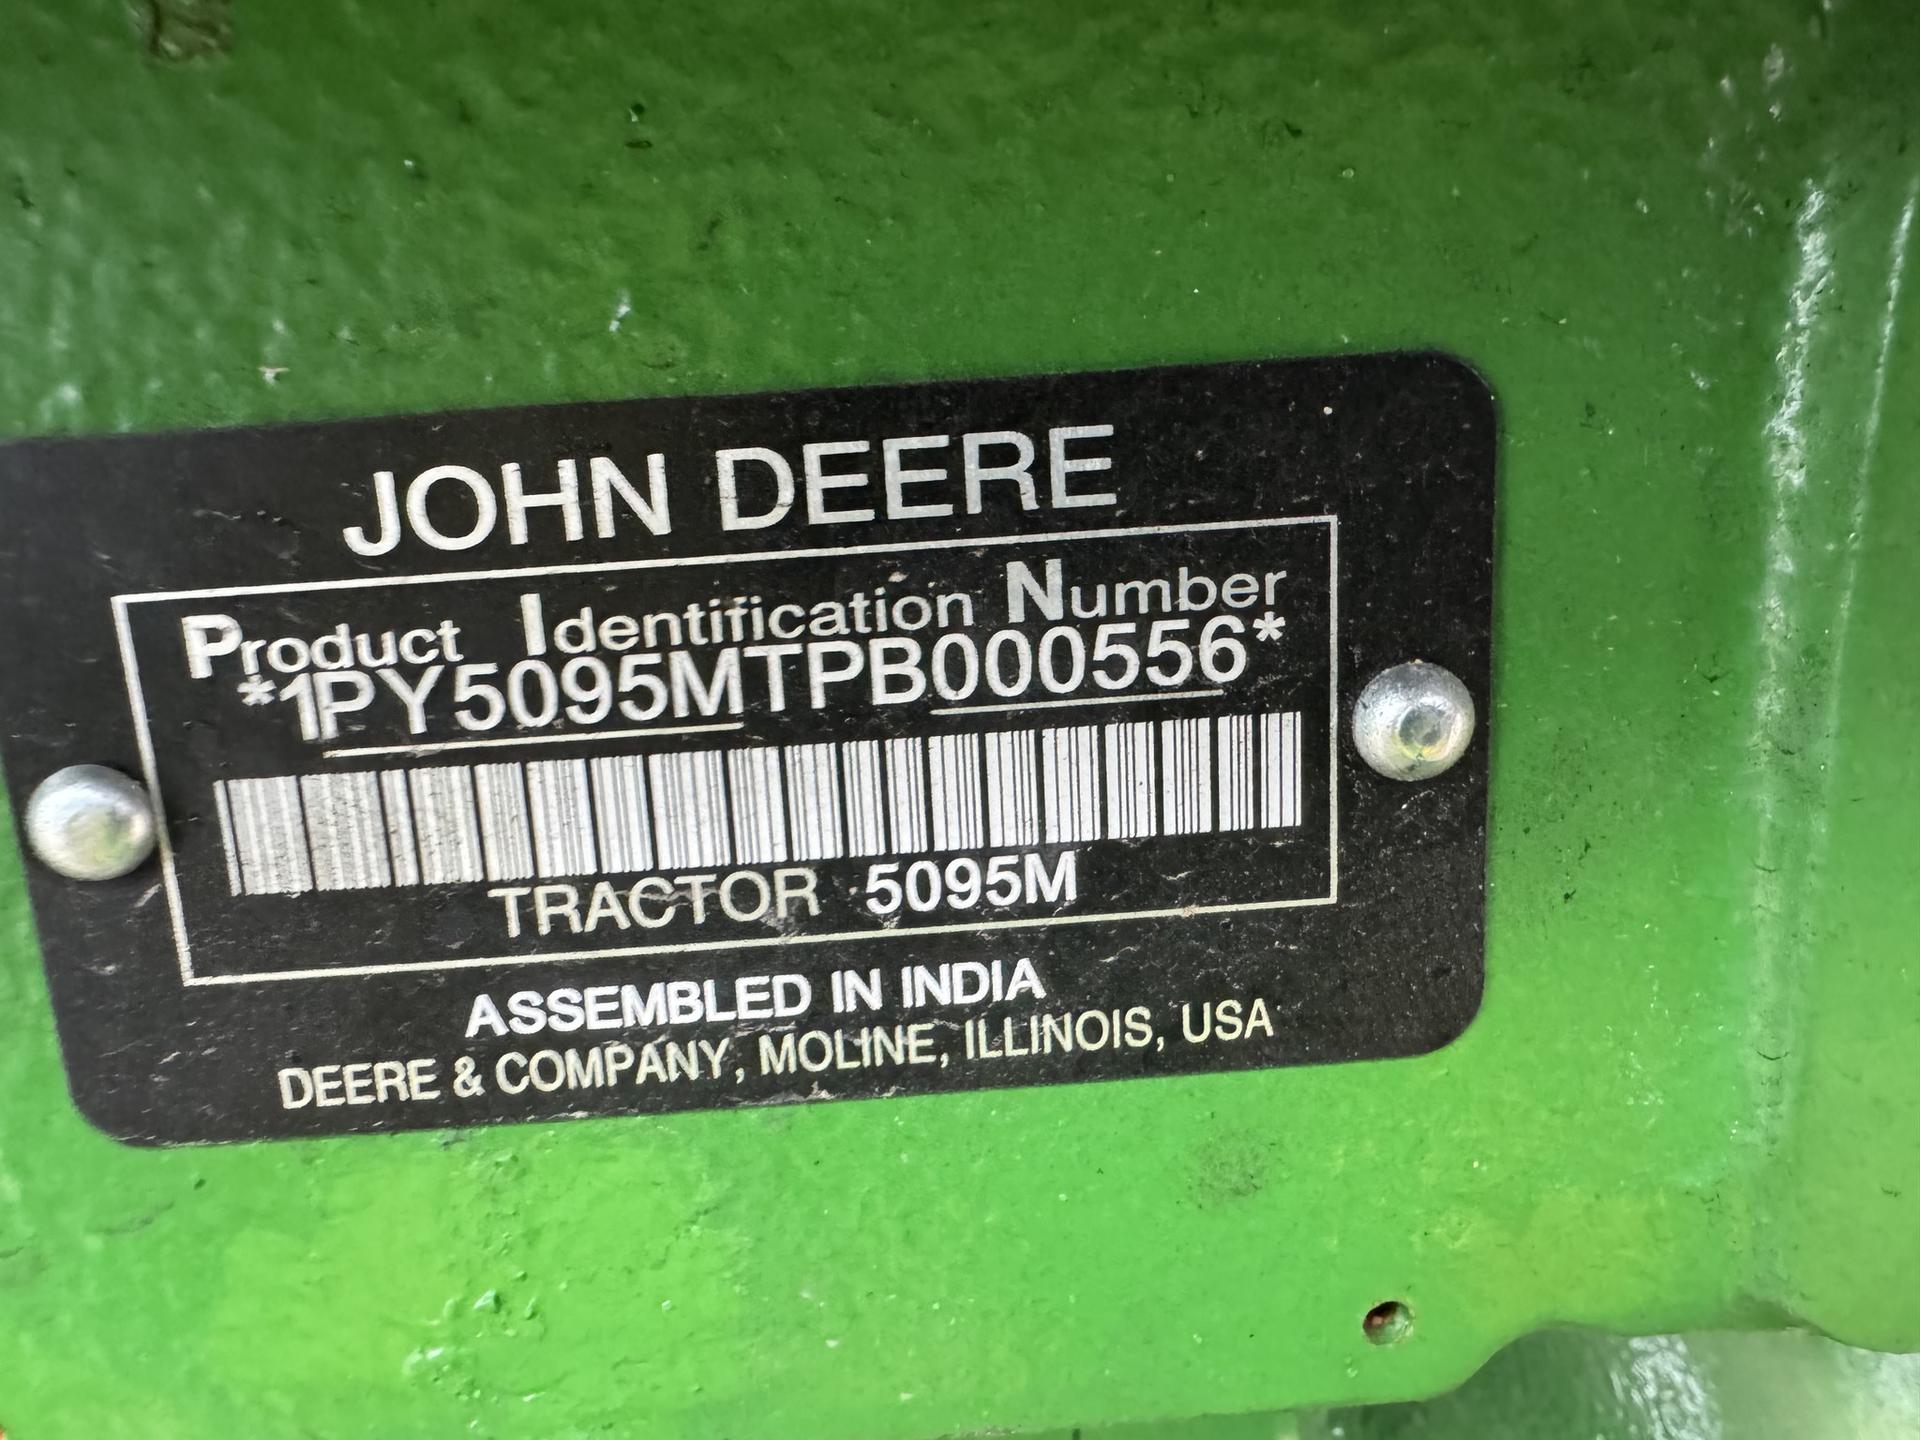 JOHN DEERE
Product Identification Number
*1PY5095MTPB000556*
TRACTOR 5095M
ASSEMBLED IN INDIA
DEERE & COMPANY, MOLINE, ILLINOIS, USA